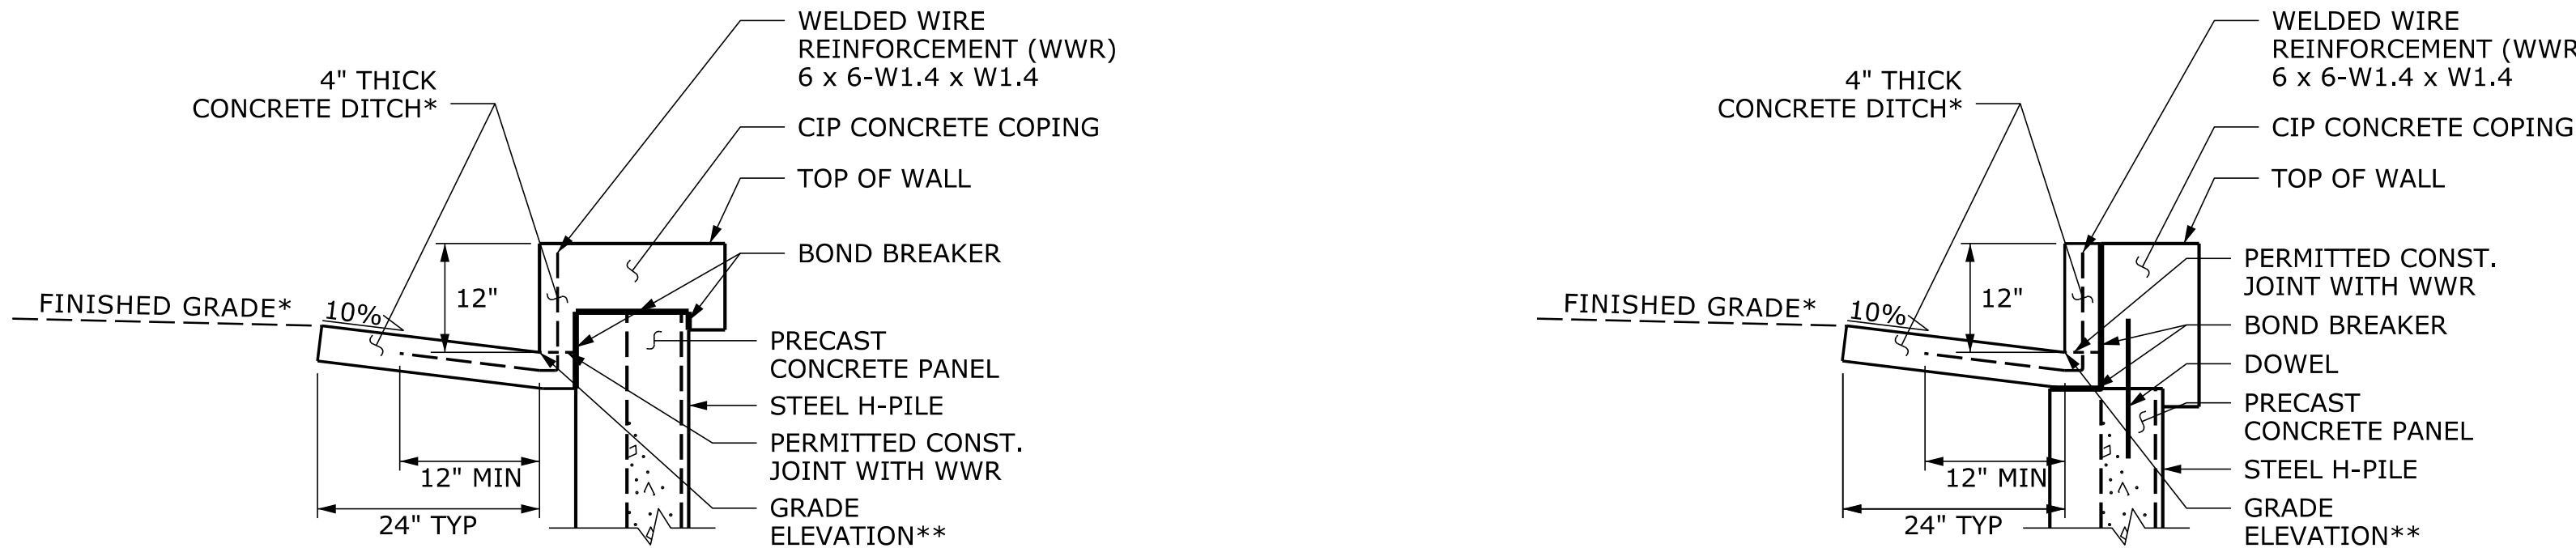 WELDED WIRE
REINFORCEMENT (WWR)
6 x 6-W1.4 x W1.4
4" THICK
CONCRETE DITCH*
CIP CONCRETE COPING
TOP OF WALL
BOND BREAKER
12"
FINISHED GRADE*
10%
PRECAST
CONCRETE PANEL
STEEL H-PILE
PERMITTED CONST.
JOINT WITH WWR
12" MIN
GRADE
ELEVATION**
24" TYP
WELDED WIRE
REINFORCEMENT (WWR
6 x 6-W1.4 x W1.4
4" THICK
CONCRETE DITCH*
CIP CONCRETE COPING
TOP OF WALL
PERMITTED CONST.
JOINT WITH WWR
12"
FINISHED GRADE*
10%
BOND BREAKER
DOWEL
PRECAST
CONCRETE PANEL
STEEL H-PILE
12" MIN
GRADE
ELEVATION**
24" TYP